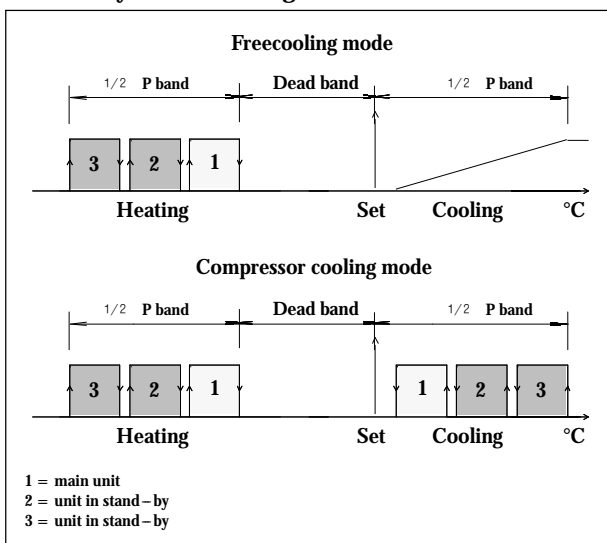 Freecooling mode
1/2 P band Dead band 1/2 P band
3 2 1
Heating Set Cooling °C
Compressor cooling mode
1/2 P band Dead band 1/2 P band
3 2 1 1 2 3
Heating Set Cooling °C
1 = main unit
2 = unit in stand-by
3 = unit in stand-by